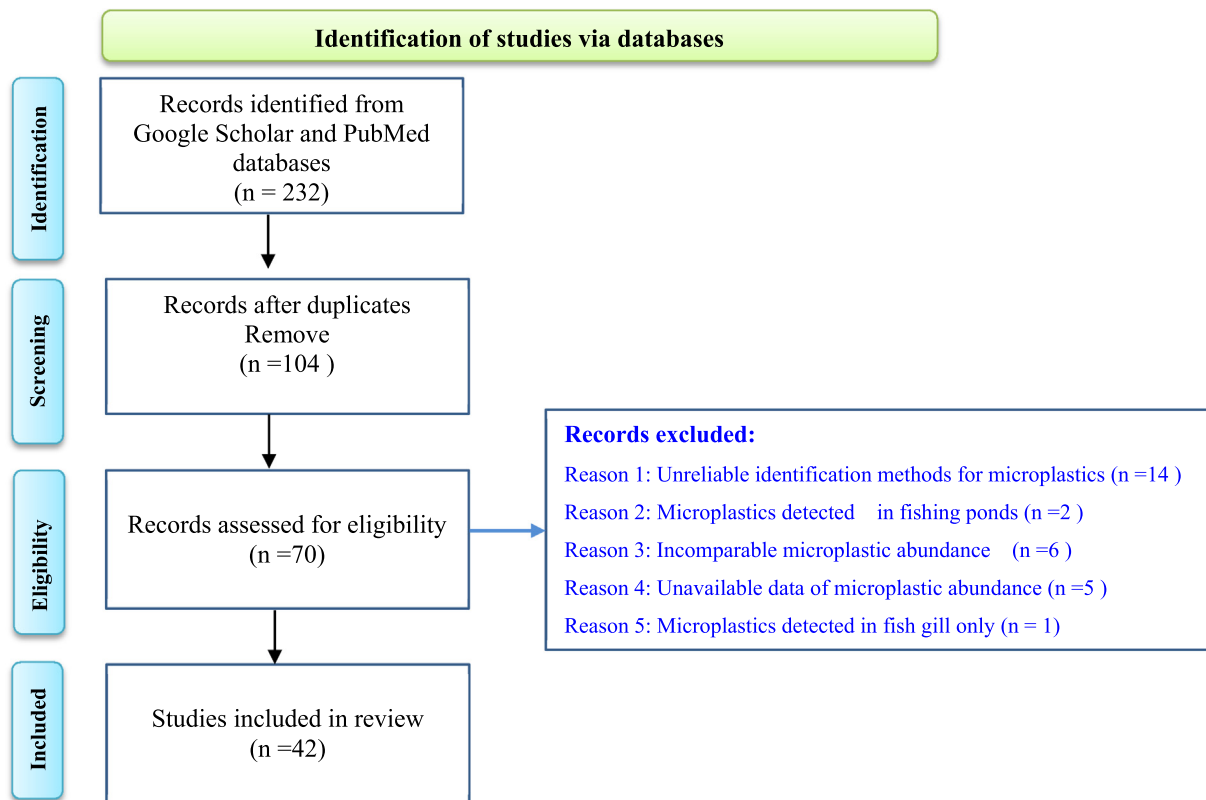 Identification of studies via databases
Identification
Records identified from
Google Scholar and PubMed
databases
(n = 232)
Screening
Records after duplicates
Remove
(n =104 )
Eligibility
Records assessed for eligibility
(n =70)
Records excluded:
Reason 1: Unreliable identification methods for microplastics (n =14 )
Reason 2: Microplastics detected in fishing ponds (n =2 )
Reason 3: Incomparable microplastic abundance (n =6 )
Reason 4: Unavailable data of microplastic abundance (n =5 )
Reason 5: Microplastics detected in fish gill only (n = 1)
Included
Studies included in review
(n =42)